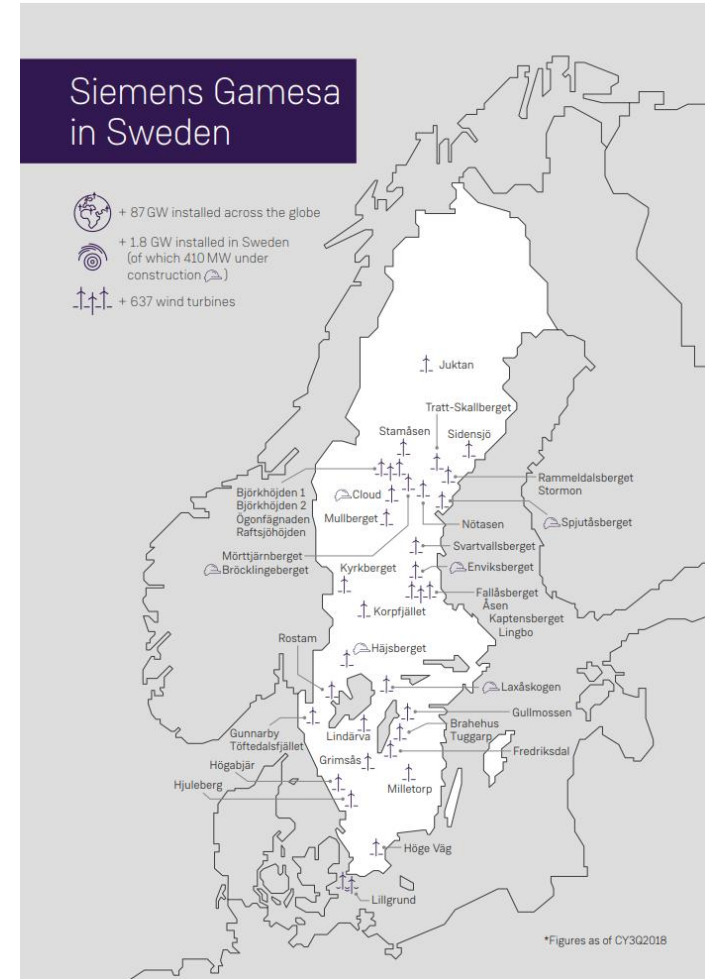 Siemens Gamesa
in Sweden
+ 87 GW installed across the globe
+ 1.8 GW installed in Sweden
(of which 410 MW under
construction )
+ 637 wind turbines
Juktan
Tratt-Skallberget
Stamåsen
Sidensjö
Björkhöjden 1
Björkhöjden 2
Ögonfägnaden
Raftsjöhöjden
Cloud
Mullberget
Rammeldalsberget
Stormon
Nötasen
Spjutåsberget
Mörttjärnberget
Bröcklingeberget
Svartvallsberget
Kyrkberget
Enviksberget
Korpfjället
Fallåsberget
Åsen
Kaptensberget
Lingbo
Rostam
Häjsberget
Laxåskogen
Gunnarby
Töftedalsfjället
Lindärva
Gullmossen
Brahehus
Tuggarp
Fredriksdal
Grimsås
Högabjär
Milletorp
Hjuleberg
Höge Väg
Lillgrund
*Figures as of CY3Q2018